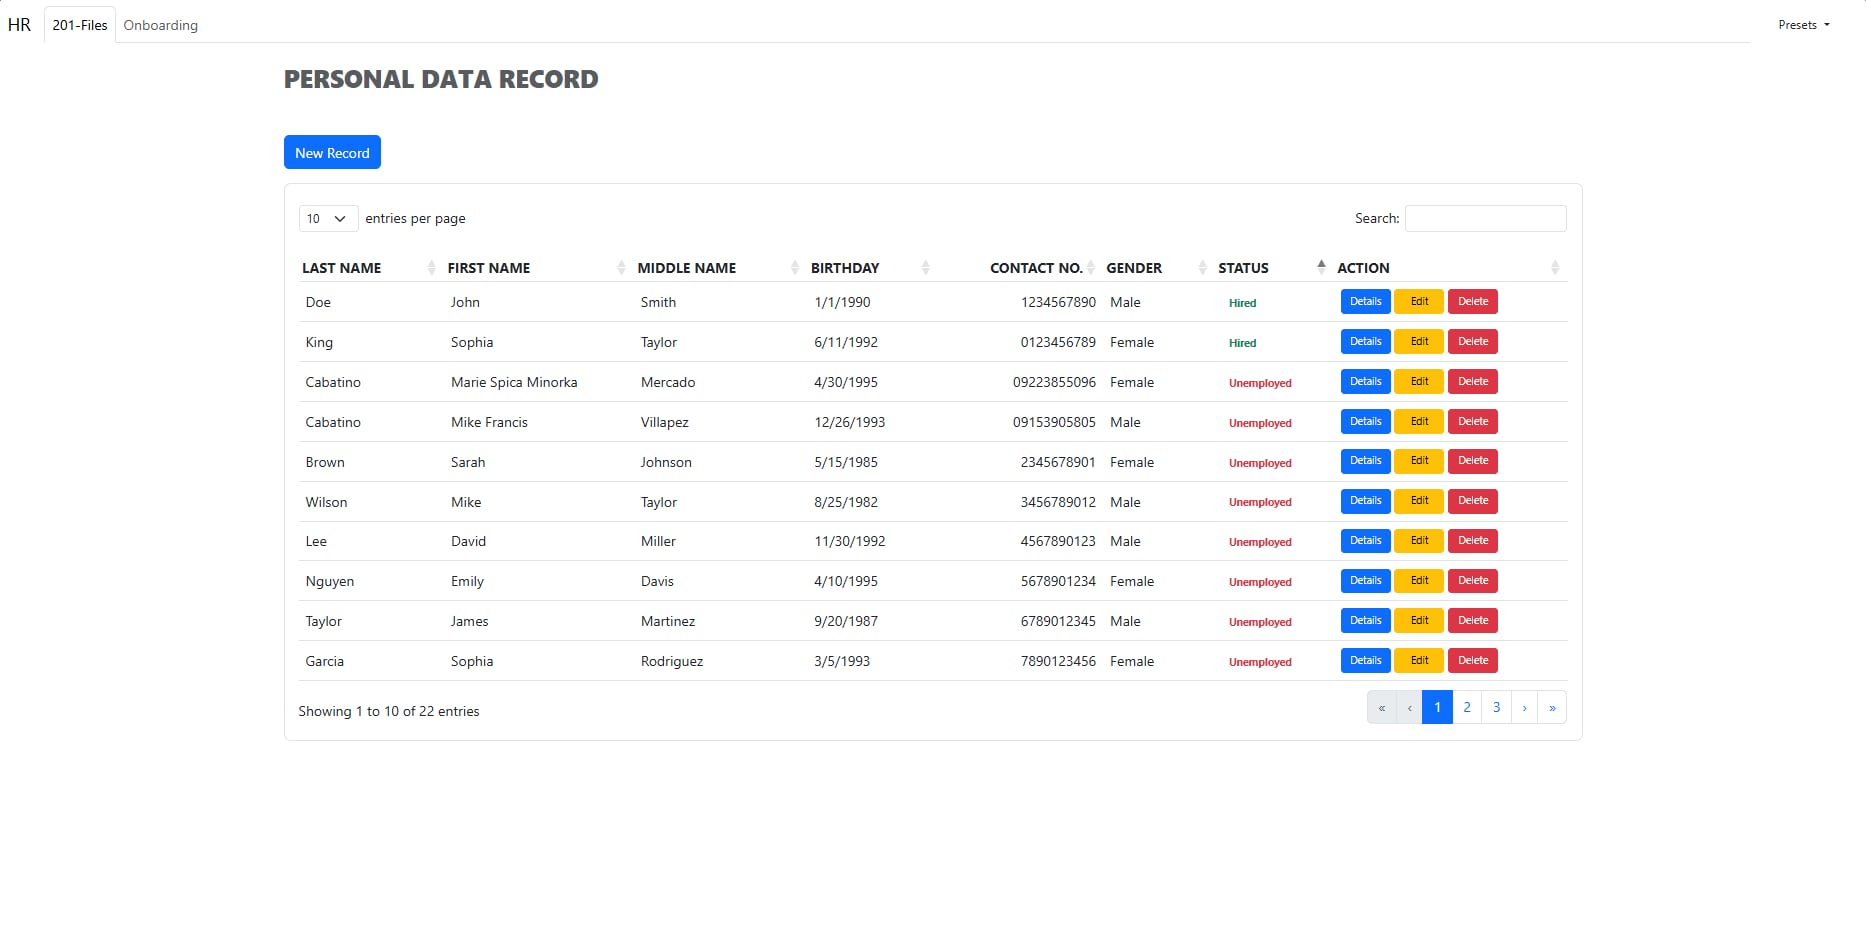 HR 201-Files Onboarding Presets
PERSONAL DATA RECORD
New Record
10 entries per page Search:
LAST NAME FIRST NAME MIDDLE NAME BIRTHDAY CONTACT NO. GENDER STATUS ACTION
Doe John Smith 1/1/1990 1234567890 Male Hired Details Edit Delete
King Sophia Taylor 6/11/1992 0123456789 Female Hired Details Edit Delete
Cabatino Marie Spica Minorka Mercado 4/30/1995 09223855096 Female Unemployed Details Edit Delete
Cabatino Mike Francis Villapez 12/26/1993 09153905805 Male Unemployed Details Edit Delete
Brown Sarah Johnson 5/15/1985 2345678901 Female Unemployed Details Edit Delete
Wilson Mike Taylor 8/25/1982 3456789012 Male Unemployed Details Edit Delete
Lee David Miller 11/30/1992 4567890123 Male Unemployed Details Edit Delete
Nguyen Emily Davis 4/10/1995 5678901234 Female Unemployed Details Edit Delete
Taylor James Martinez 9/20/1987 6789012345 Male Unemployed Details Edit Delete
Garcia Sophia Rodriguez 3/5/1993 7890123456 Female Unemployed Details Edit Delete
Showing 1 to 10 of 22 entries « ‹ 1 2 3 › »